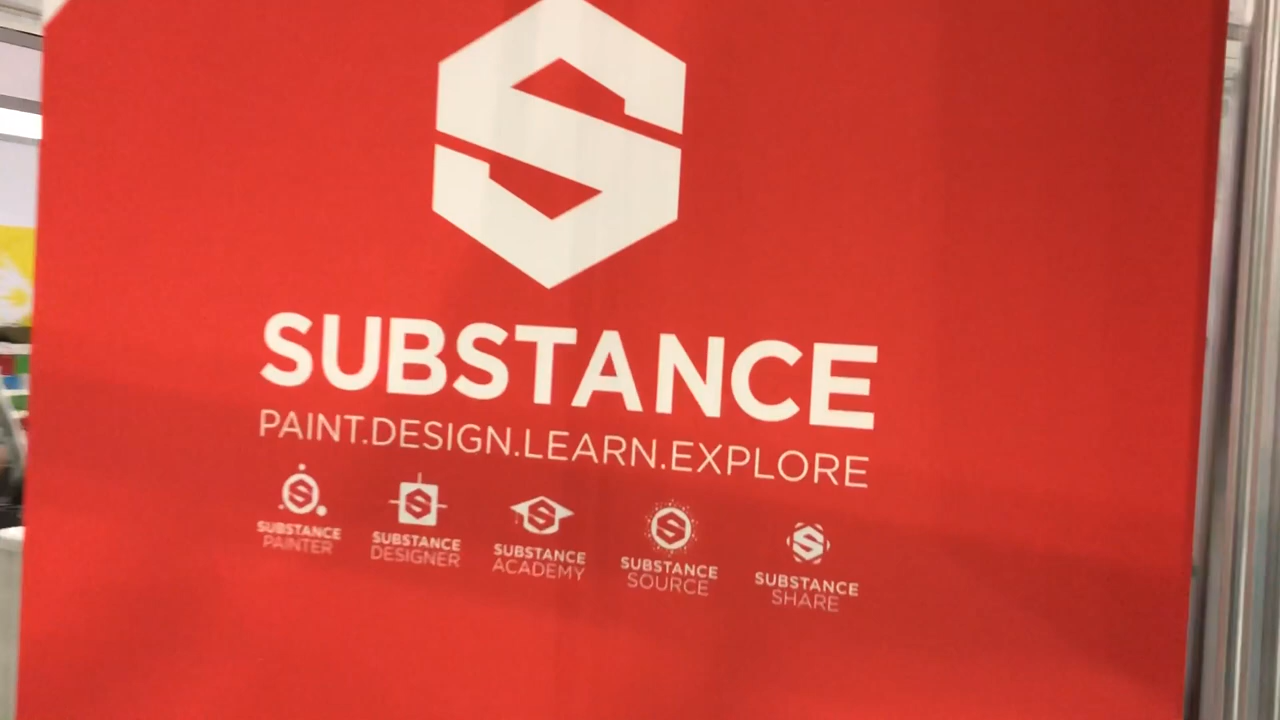 SUBSTANCE
PAINT.DESIGN.LEARN.EXPLORE
SUBSTANCE
PAINTER
SUBSTANCE
DESIGNER
SUBSTANCE
ACADEMY
SUBSTANCE
SOURCE
SUBSTANCE
SHARE